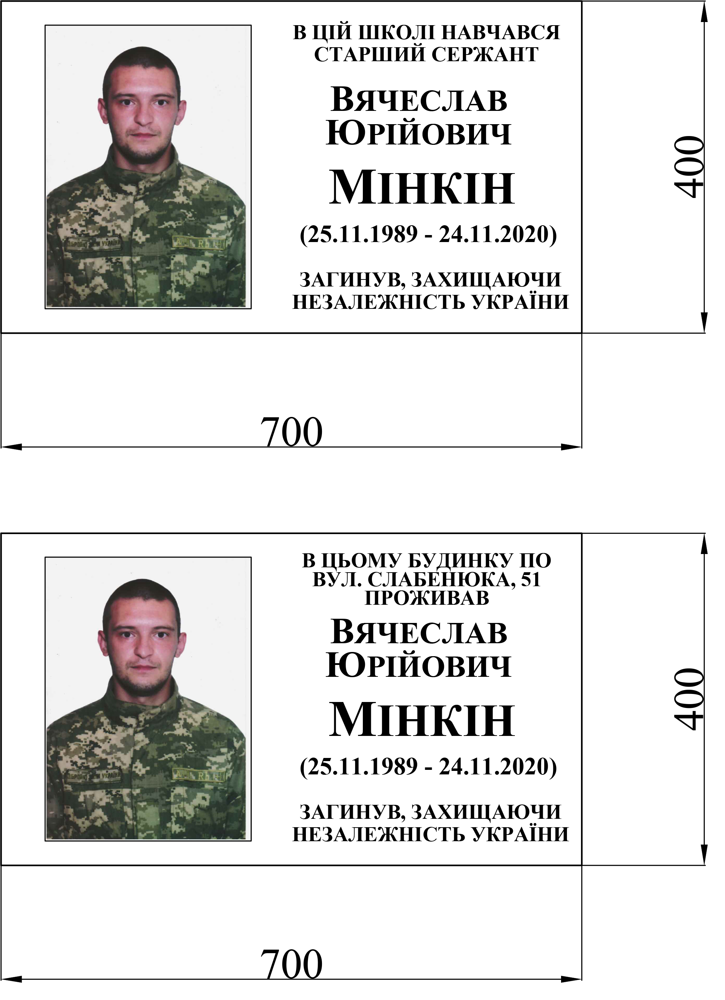 В ЦІЙ ШКОЛІ НАВЧАВСЯ
СТАРШИЙ СЕРЖАНТ
ВЯЧЕСЛАВ
ЮРІЙОВИЧ
МІНКІН
(25.11.1989 - 24.11.2020)
ЗАГИНУВ, ЗАХИЩАЮЧИ
НЕЗАЛЕЖНІСТЬ УКРАЇНИ
400
700
В ЦЬОМУ БУДИНКУ ПО
ВУЛ. СЛАБЕНЮКА, 51
ПРОЖИВАВ
ВЯЧЕСЛАВ
ЮРІЙОВИЧ
МІНКІН
(25.11.1989 - 24.11.2020)
ЗАГИНУВ, ЗАХИЩАЮЧИ
НЕЗАЛЕЖНІСТЬ УКРАЇНИ
400
700